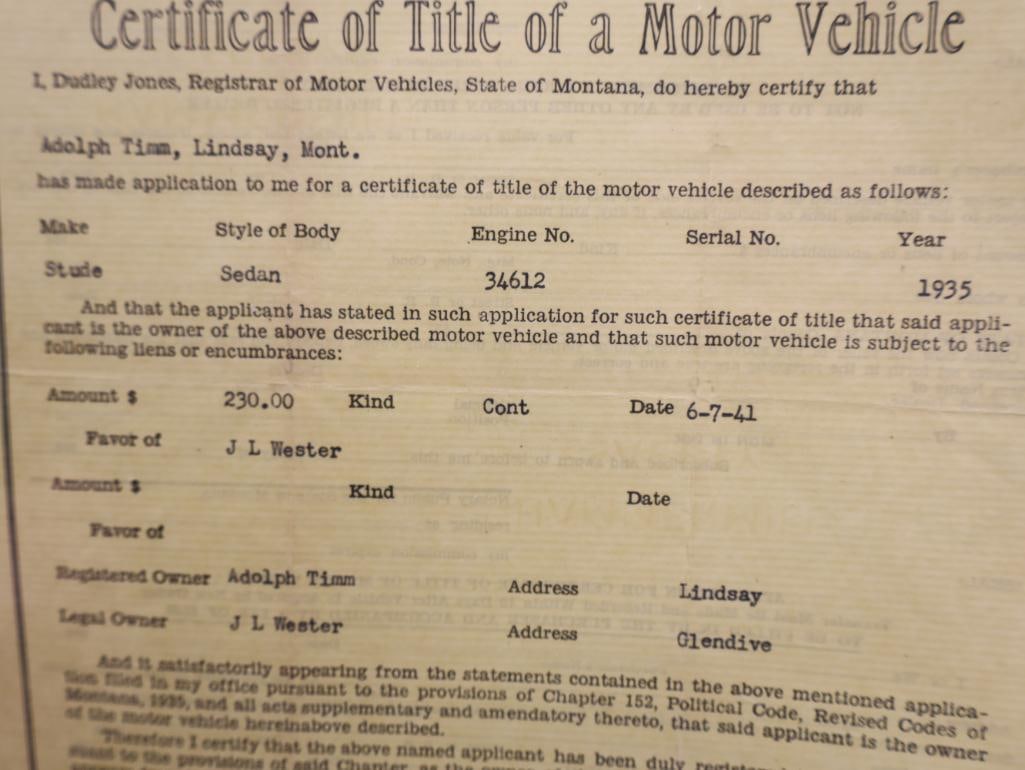 Certificate of Title of a Motor Vehicle
I, Dudley Jones, Registrar of Motor Vehicles, State of Montana, do hereby certify that
Adolph Timm, Lindsay, Mont.
has made application to me for a certificate of title of the motor vehicle described as follows:
Make Style of Body Engine No. Serial No. Year
Stude Sedan 34612 1935
And that the applicant has stated in such application for such certificate of title that said appli-
cant is the owner of the above described motor vehicle and that such motor vehicle is subject to the
following liens or encumbrances:
Amount $ 230.00 Kind Cont Date 6-7-41
Favor of J L Wester
Amount $ Kind Date
Favor of
Registered Owner Adolph Timm Address Lindsay
Legal Owner J L Wester Address Glendive
And it satisfactorily appearing from the statements contained in the above mentioned applica-
tion filed in my office pursuant to the provisions of Chapter 152, Political Code, Revised Codes of
Montana, 1935, and all acts supplementary and amendatory thereto, that said applicant is the owner
of the motor vehicle hereinabove described.
Therefore I certify that the above named applicant has been duly
to the provisions of said Chapter, as the owner